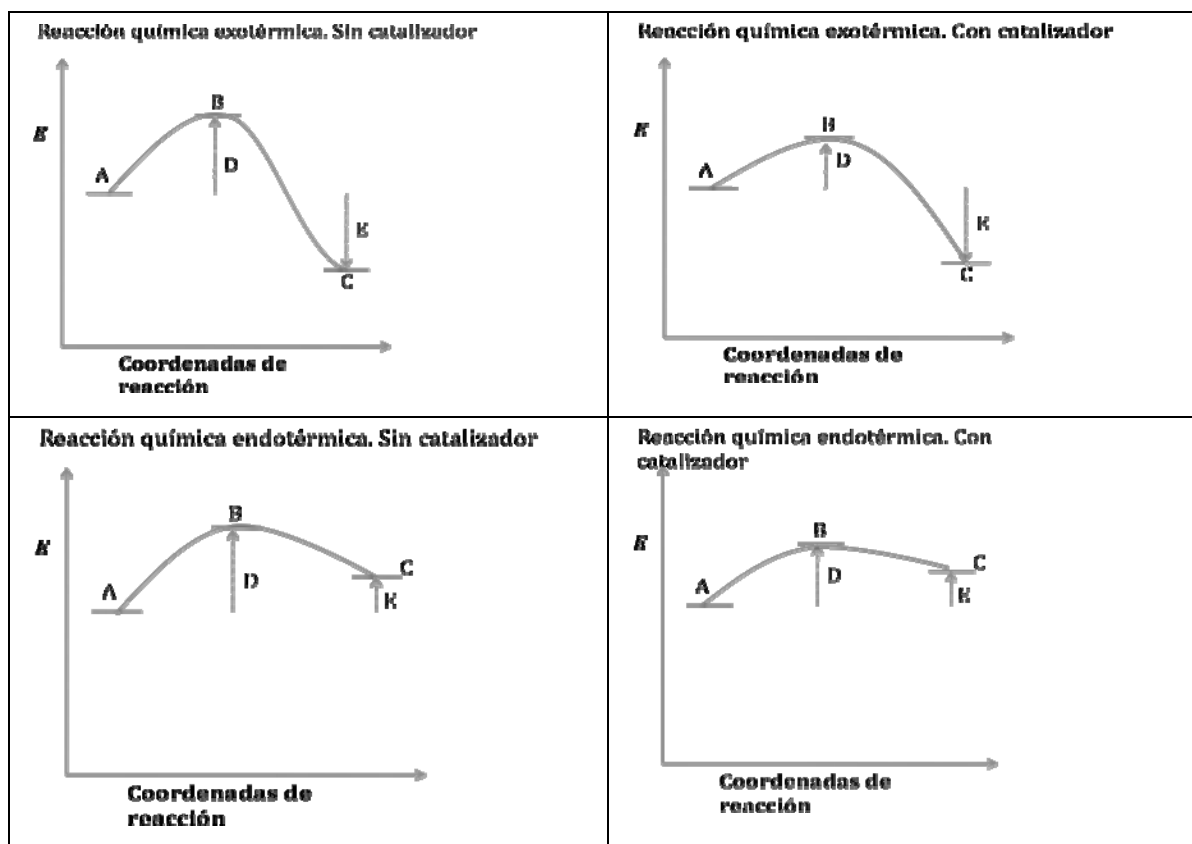 Reacción química exotérmica. Sin catalizador
E
A
B
D
E
C
Coordenadas de
reacción
Reacción química exotérmica. Con catalizador
E
A
B
D
E
C
Coordenadas de
reacción
Reacción química endotérmica. Sin catalizador
E
A
B
D
C
E
Coordenadas de
reacción
Reacción química endotérmica. Con
catalizador
E
A
B
D
C
E
Coordenadas de
reacción